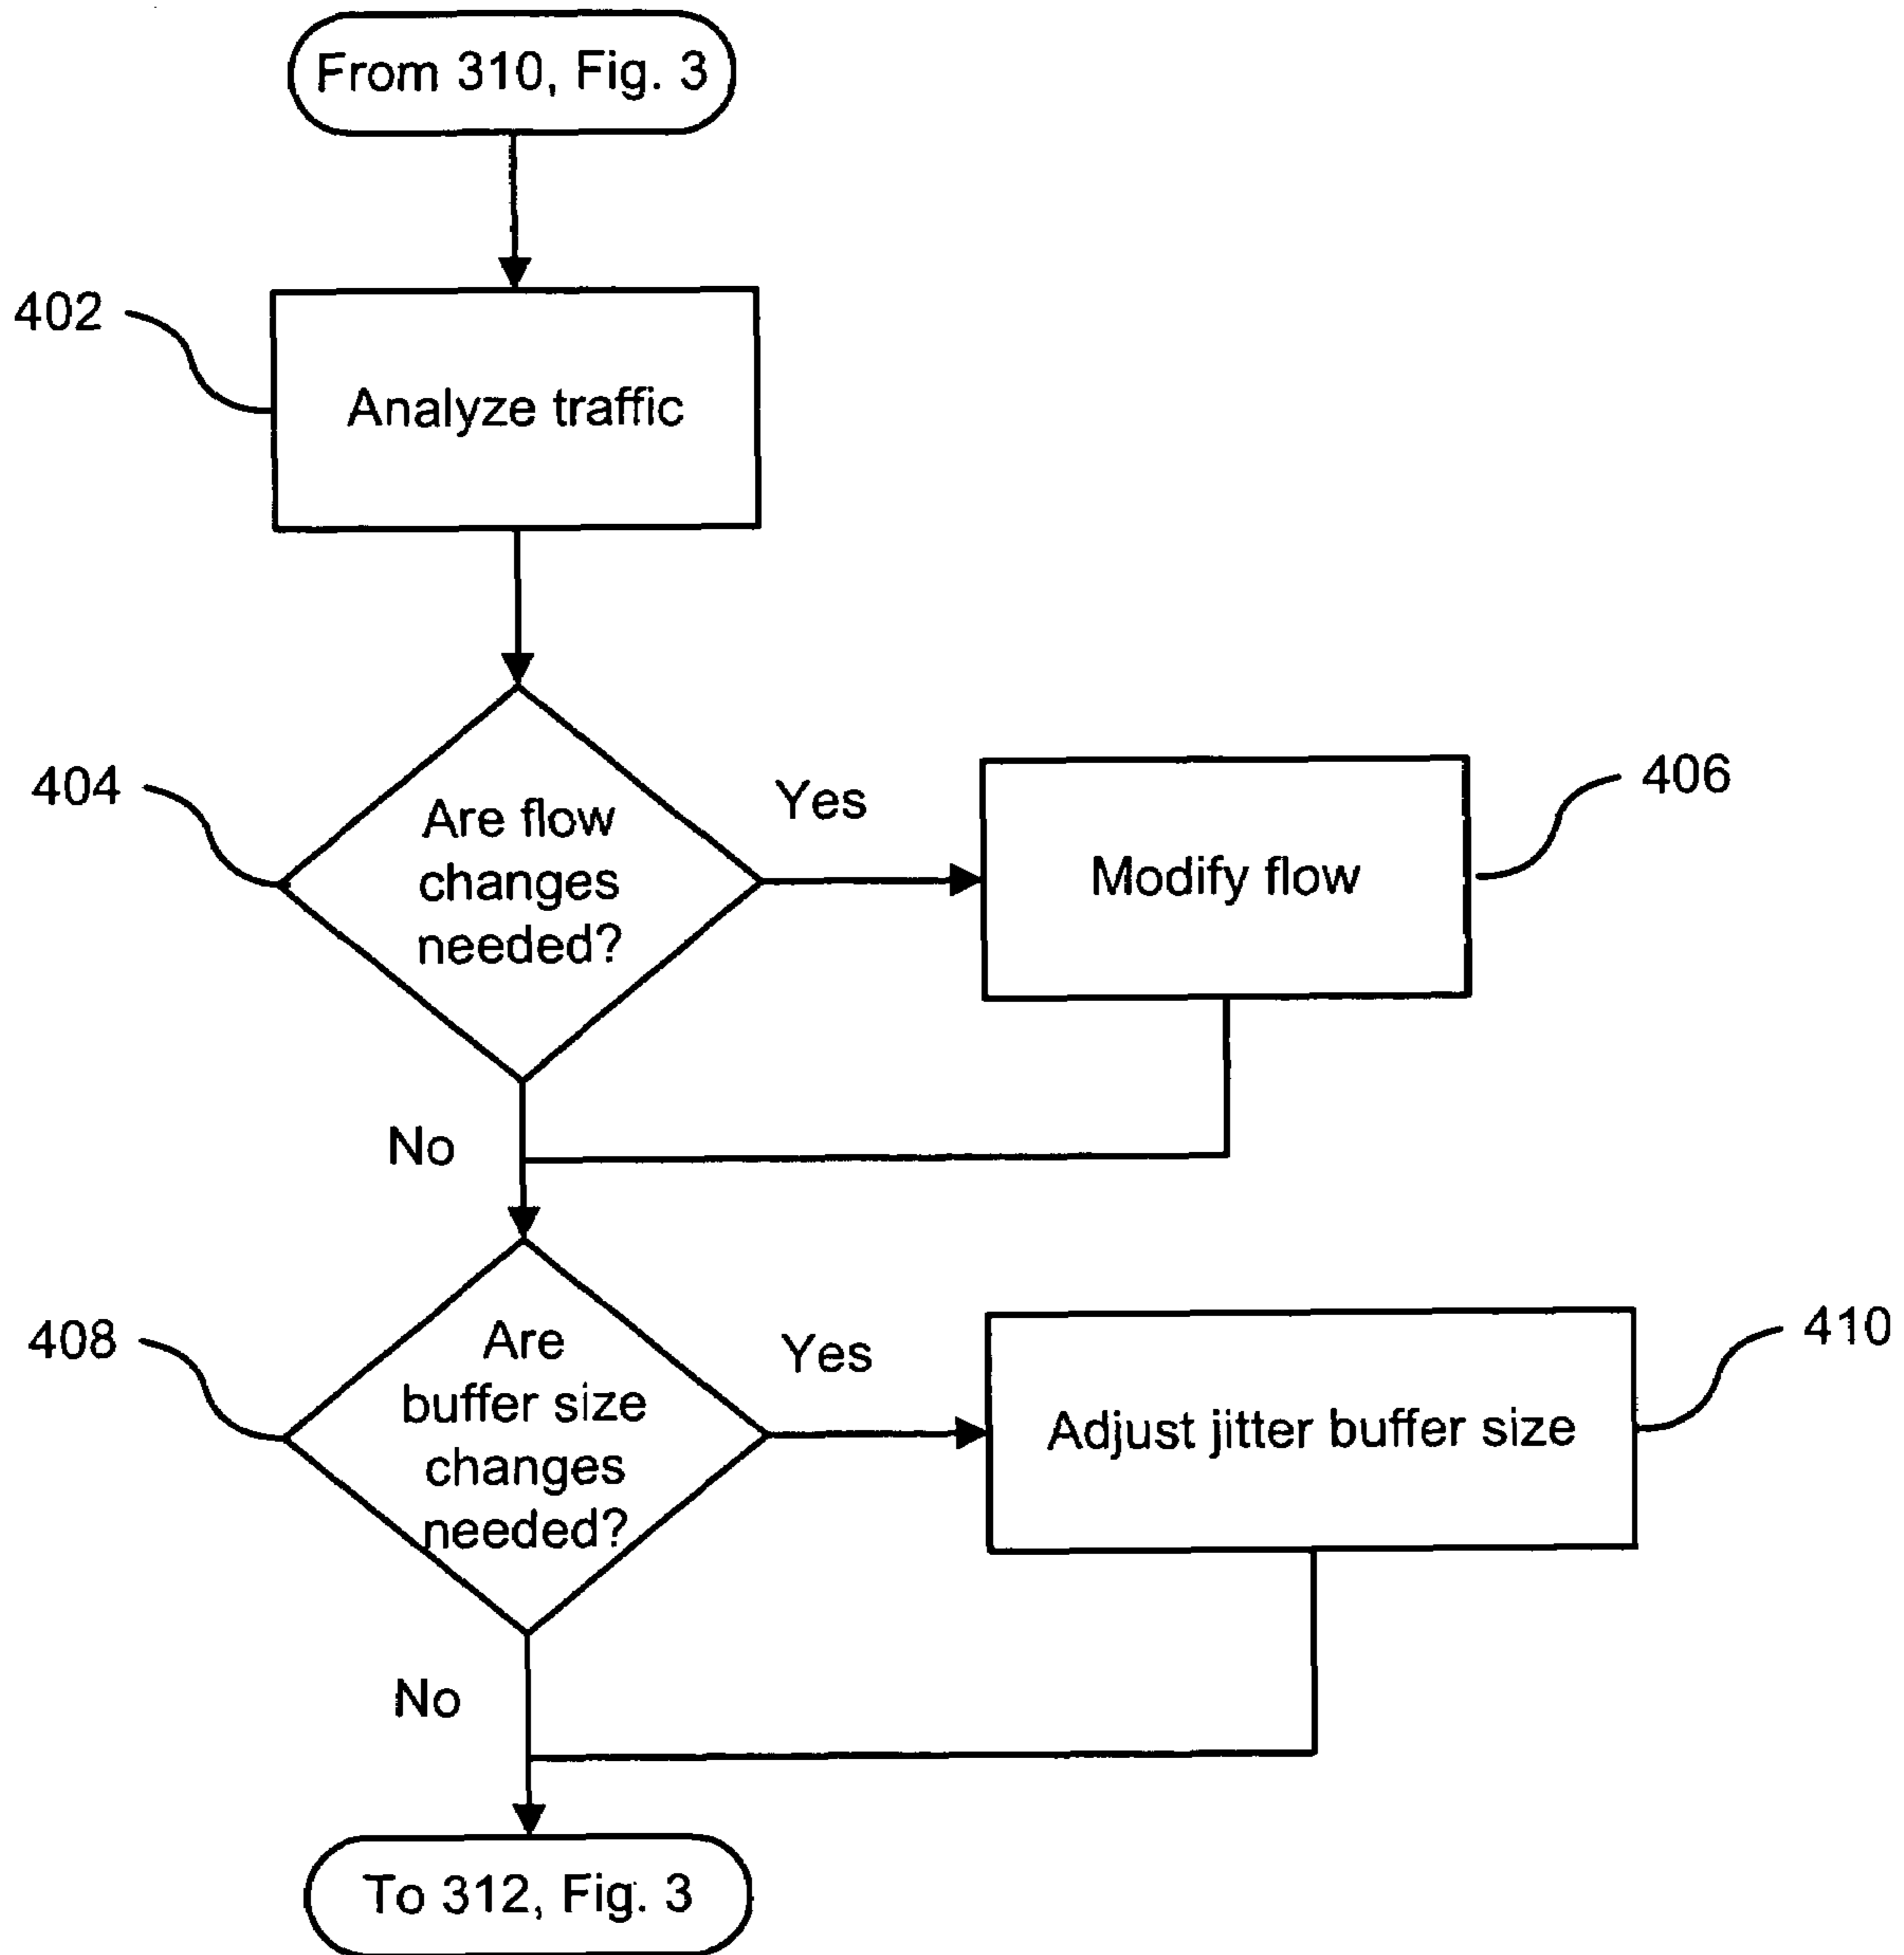 From 310, Fig. 3
402
Analyze traffic
404
Are flow
changes
needed?
Yes
Modify flow
406
No
408
Are
buffer size
changes
needed?
Yes
Adjust jitter buffer size
410
No
To 312, Fig. 3